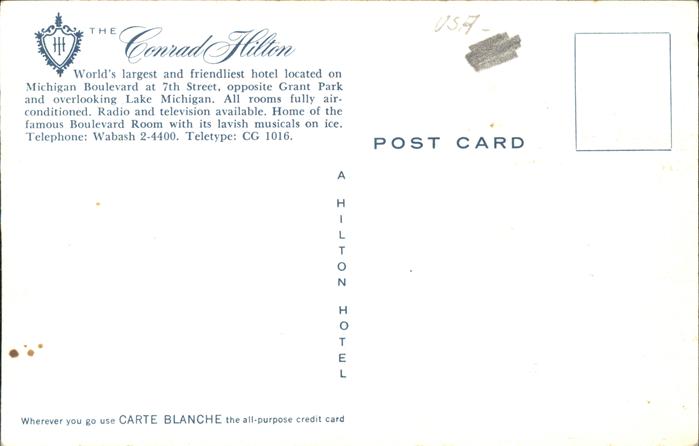 THE
Conrad Hilton
World's largest and friendliest hotel located on
Michigan Boulevard at 7th Street, opposite Grant Park
and overlooking Lake Michigan. All rooms fully air-
conditioned. Radio and television available. Home of the
famous Boulevard Room with its lavish musicals on ice.
Telephone: Wabash 2-4400. Teletype: CG 1016.
POST CARD
A HILTON HOTEL
Wherever you go use CARTE BLANCHE the all-purpose credit card